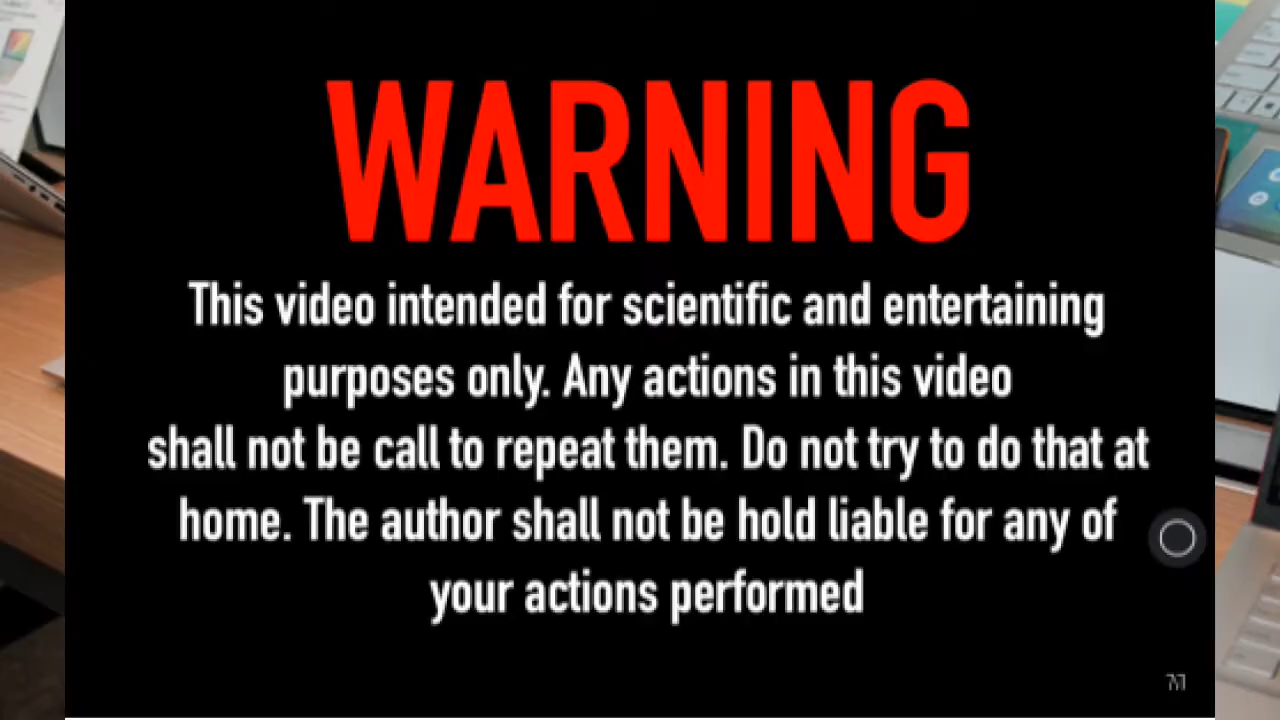 WARNING
This video intended for scientific and entertaining
purposes only. Any actions in this video
shall not be call to repeat them. Do not try to do that at
home. The author shall not be hold liable for any of
your actions performed